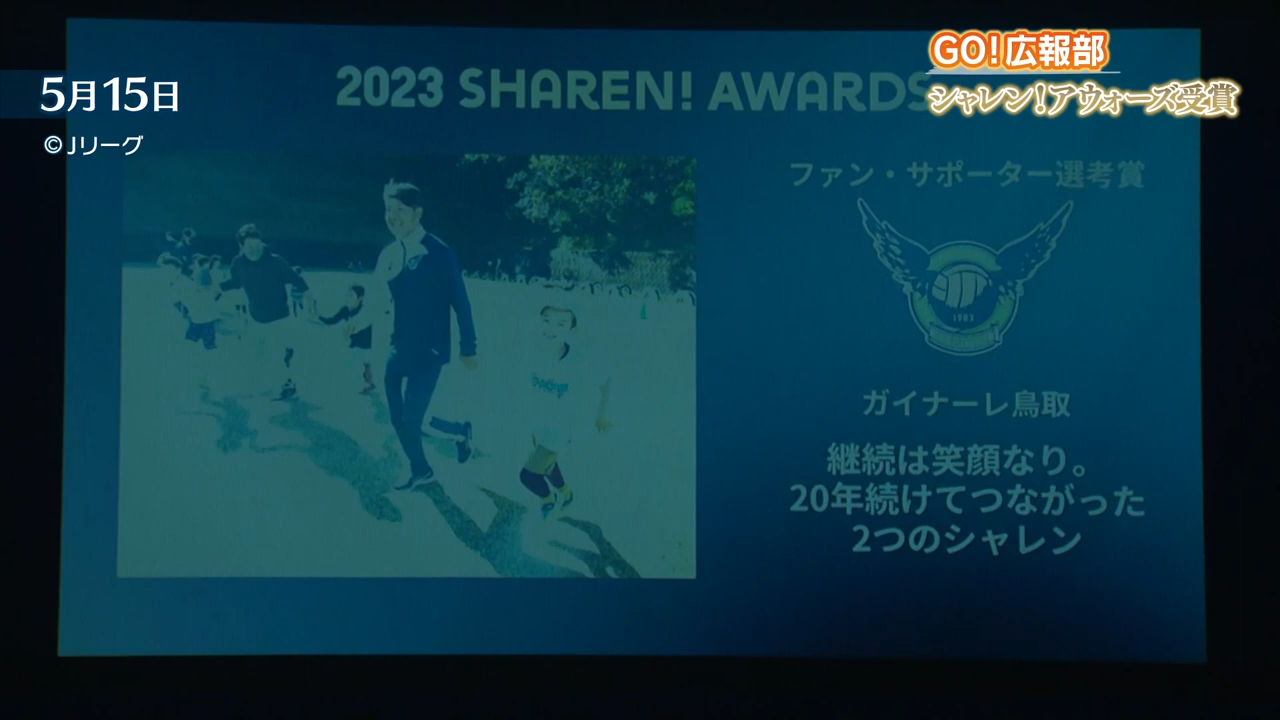 GO!広報部
シャレン!アウォーズ受賞
5月15日
©Jリーグ
2023 SHAREN! AWARDS
ファン・サポーター選考賞
1983
ガイナーレ鳥取
継続は笑顔なり。
20年続けてつながった
2つのシャレン